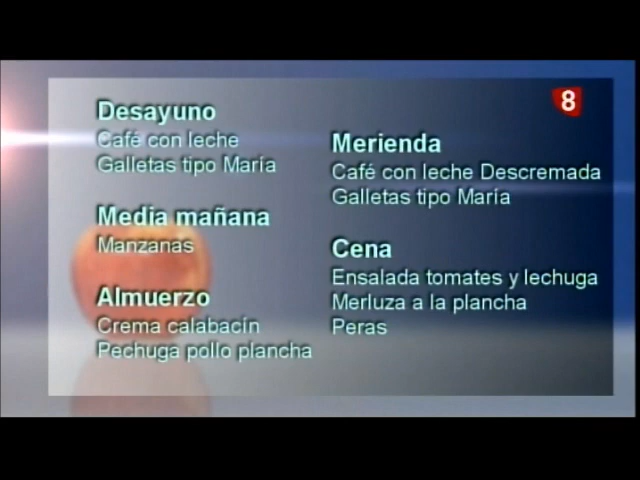 8
Desayuno
Café con leche
Galletas tipo María
Media mañana
Manzanas
Almuerzo
Crema calabacín
Pechuga pollo plancha
Merienda
Café con leche Descremada
Galletas tipo María
Cena
Ensalada tomates y lechuga
Merluza a la plancha
Peras